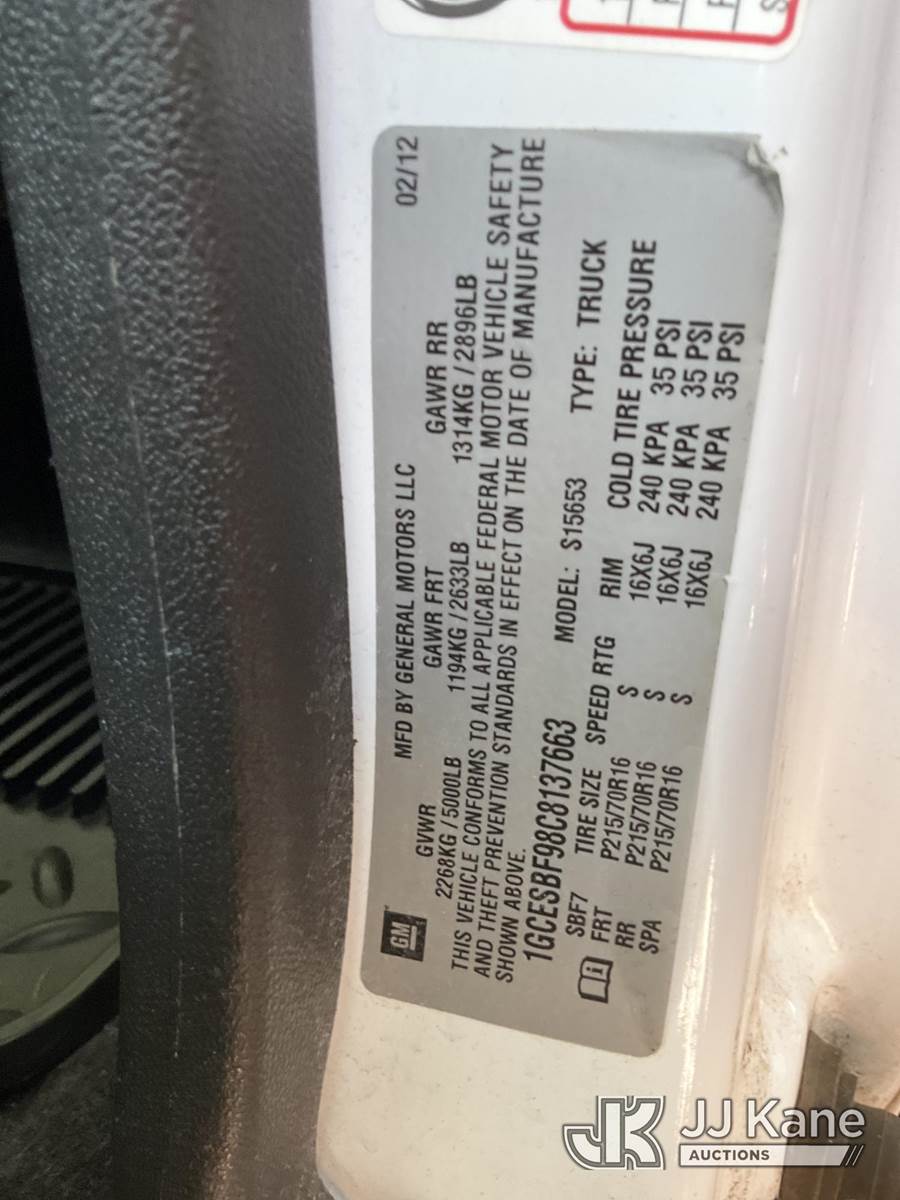 MFD BY GENERAL MOTORS LLC 02/12
GM
GVWR GAWR FRT GAWR RR
2268KG / 5000LB 1194KG / 2633LB 1314KG / 2896LB
THIS VEHICLE CONFORMS TO ALL APPLICABLE FEDERAL MOTOR VEHICLE SAFETY
AND THEFT PREVENTION STANDARDS IN EFFECT ON THE DATE OF MANUFACTURE
SHOWN ABOVE.
1GCESBF98C8137663 MODEL: S15653 TYPE: TRUCK
SBF7 TIRE SIZE SPEED RTG RIM COLD TIRE PRESSURE
FRT P215/70R16 S 16X6J 240 KPA 35 PSI
RR P215/70R16 S 16X6J 240 KPA 35 PSI
SPA P215/70R16 S 16X6J 240 KPA 35 PSI
JK JJ Kane
AUCTIONS